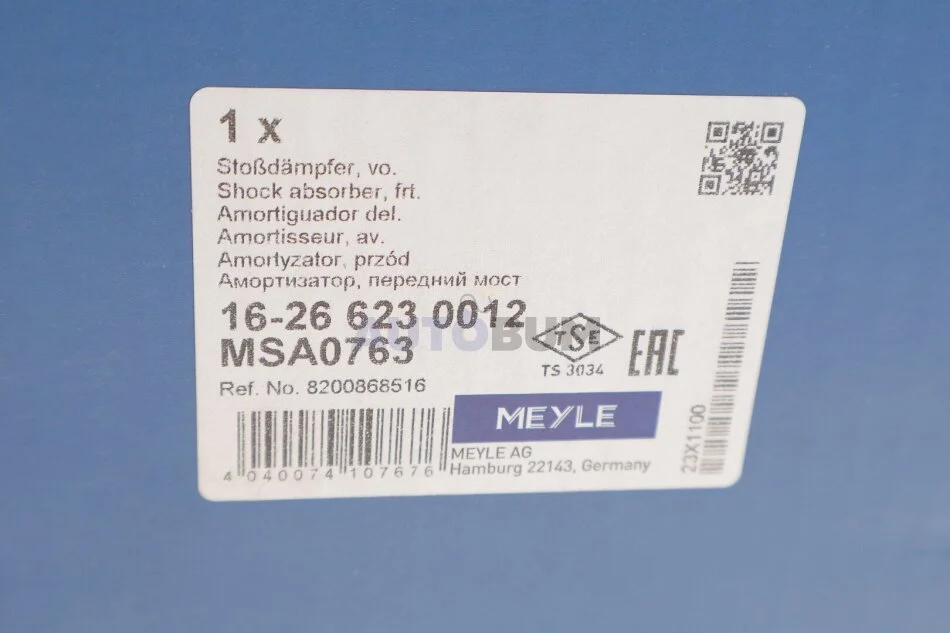 1 x
Stoßdämpfer, vo.
Shock absorber, frt.
Amortiguador del.
Amortisseur, av.
Amortyzator, przód
Амортизатор, передний мост
16-26 623 0012
MSA0763
AUTOBUM
TSE
TS 3034
EAC
Ref. No. 8200868516
MEYLE
MEYLE AG
Hamburg 22143, Germany
4 040074 107676
23X1100